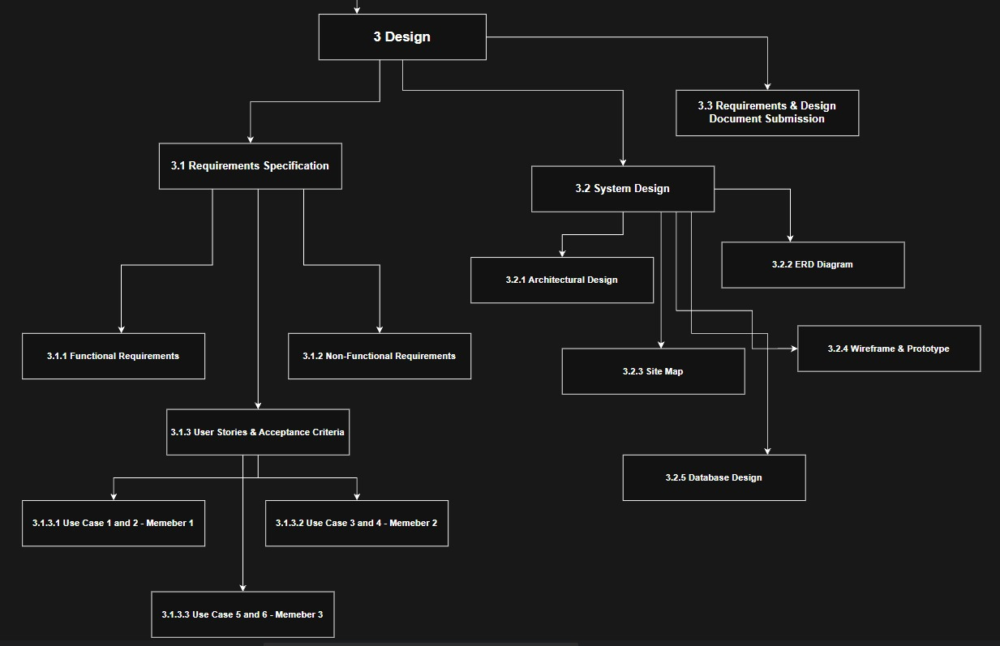 3 Design
3.3 Requirements & Design
Document Submission
3.1 Requirements Specification
3.2 System Design
3.2.2 ERD Diagram
3.2.1 Architectural Design
3.1.1 Functional Requirements
3.1.2 Non-Functional Requirements
3.2.3 Site Map
3.2.4 Wireframe & Prototype
3.1.3 User Stories & Acceptance Criteria
3.2.5 Database Design
3.1.3.1 Use Case 1 and 2 - Memeber 1
3.1.3.2 Use Case 3 and 4 - Memeber 2
3.1.3.3 Use Case 5 and 6 - Memeber 3